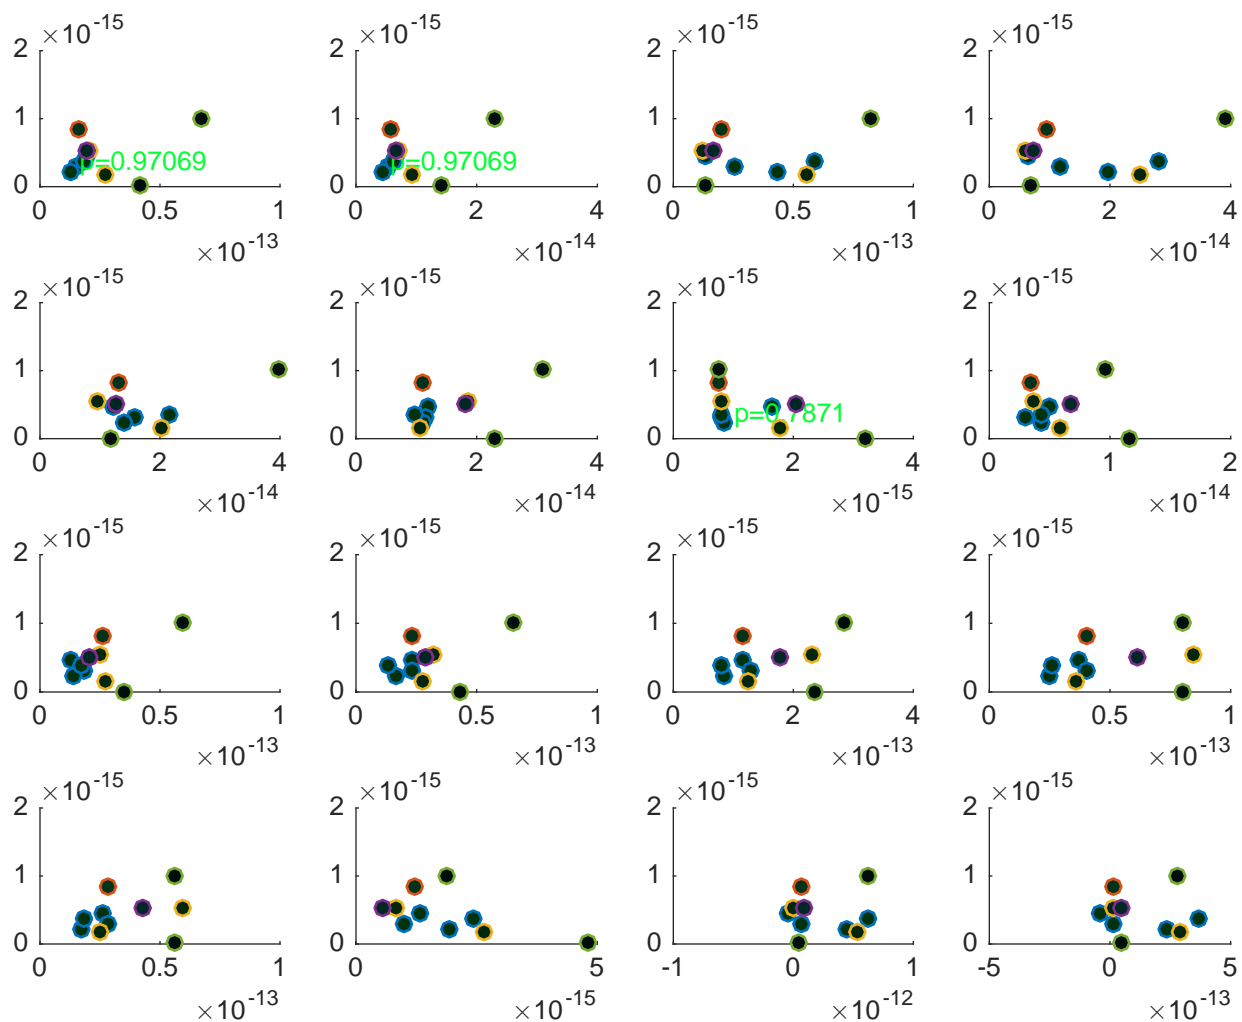 ×10-15 ×10-15 ×10-15 ×10-15
2 2 2 2
1 1 1 1
p=0.97069 p=0.97069
0 0 0 0
0 0.5 1 0 2 4 0 0.5 1 0 2 4
×10-13 ×10-14 ×10-13 ×10-14
×10-15 ×10-15 ×10-15 ×10-15
2 2 2 2
1 1 1 1
p=0.7871
0 0 0 0
0 2 4 0 2 4 0 2 4 0 1 2
×10-14 ×10-14 ×10-15 ×10-14
×10-15 ×10-15 ×10-15 ×10-15
2 2 2 2
1 1 1 1
0 0 0 0
0 0.5 1 0 0.5 1 0 2 4 0 0.5 1
×10-13 ×10-13 ×10-13 ×10-13
×10-15 ×10-15 ×10-15 ×10-15
2 2 2 2
1 1 1 1
0 0 0 0
0 0.5 1 0 5 -1 0 1 -5 0 5
×10-13 ×10-15 ×10-12 ×10-13